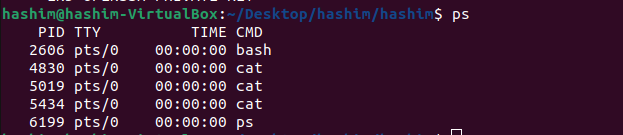 hashim@hashim-VirtualBox:~/Desktop/hashim/hashim$ ps
PID TTY TIME CMD
2606 pts/0 00:00:00 bash
4830 pts/0 00:00:00 cat
5019 pts/0 00:00:00 cat
5434 pts/0 00:00:00 cat
6199 pts/0 00:00:00 ps